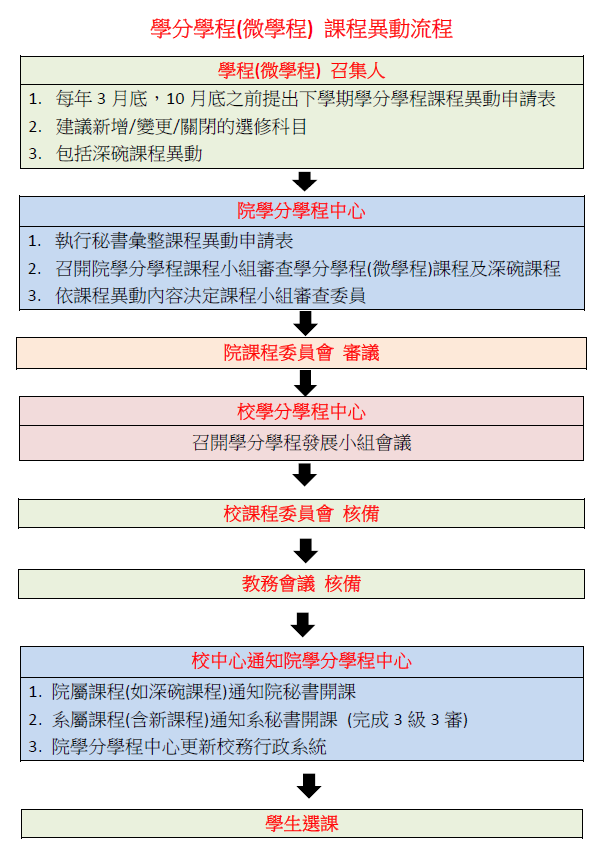 學分學程(微學程) 課程異動流程
學程(微學程) 召集人
1. 每年 3 月底，10 月底之前提出下學期學分學程課程異動申請表
2. 建議新增/變更/關閉的選修科目
3. 包括深碗課程異動
院學分學程中心
1. 執行秘書彙整課程異動申請表
2. 召開院學分學程課程小組審查學分學程(微學程)課程及深碗課程
3. 依課程異動內容決定課程小組審查委員
院課程委員會 審議
校學分學程中心
召開學分學程發展小組會議
校課程委員會 核備
教務會議 核備
校中心通知院學分學程中心
1. 院屬課程(如深碗課程)通知院秘書開課
2. 系屬課程(含新課程)通知系秘書開課 (完成 3 級 3 審)
3. 院學分學程中心更新校務行政系統
學生選課